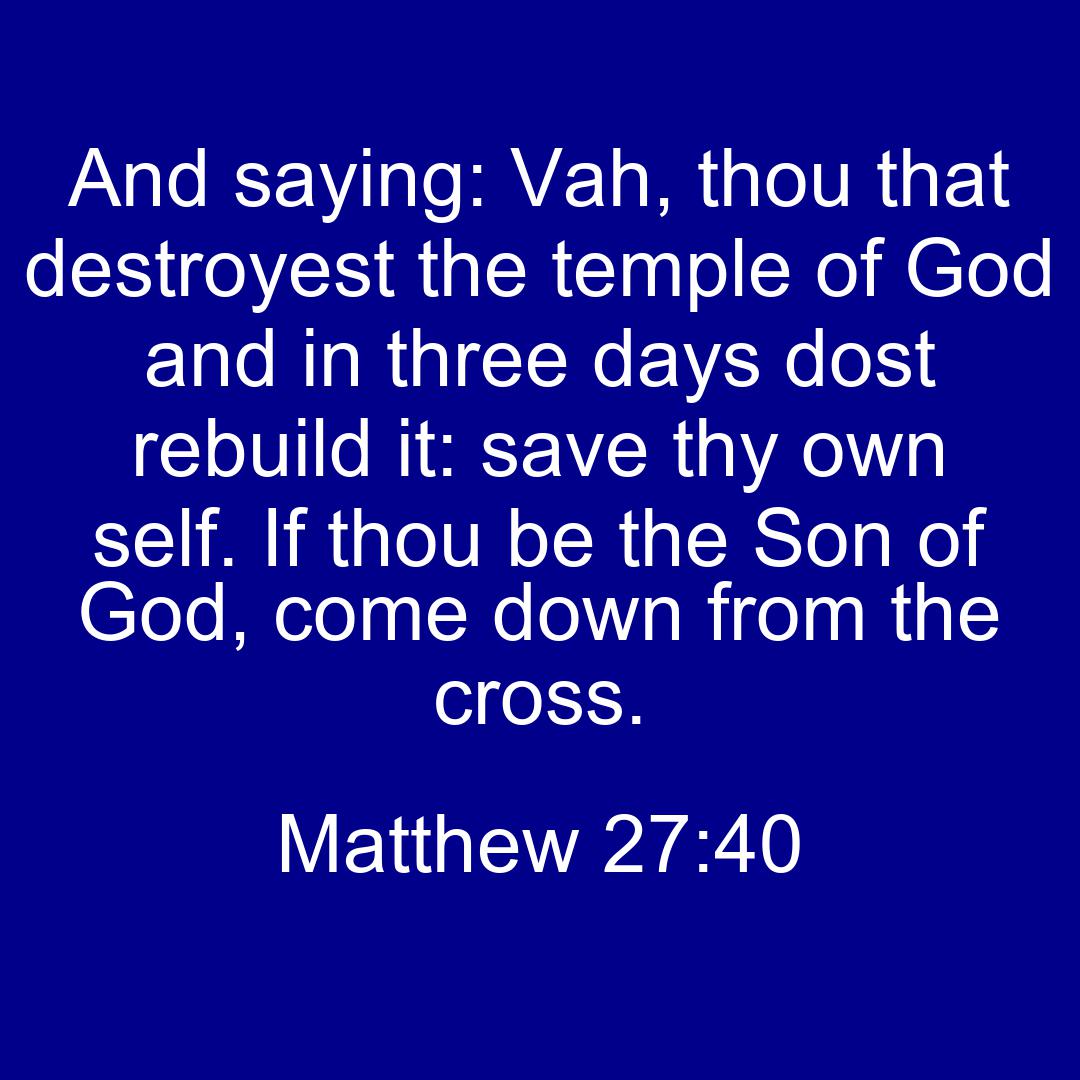 And saying: Vah, thou that
destroyest the temple of God
and in three days dost
rebuild it: save thy own
self. If thou be the Son of
God, come down from the
cross.
Matthew 27:40